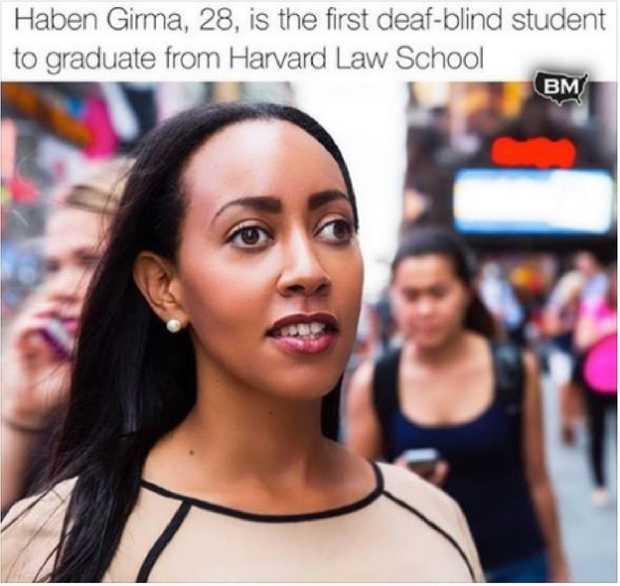 Haben Girma, 28, is the first deaf-blind student
to graduate from Harvard Law School
BM